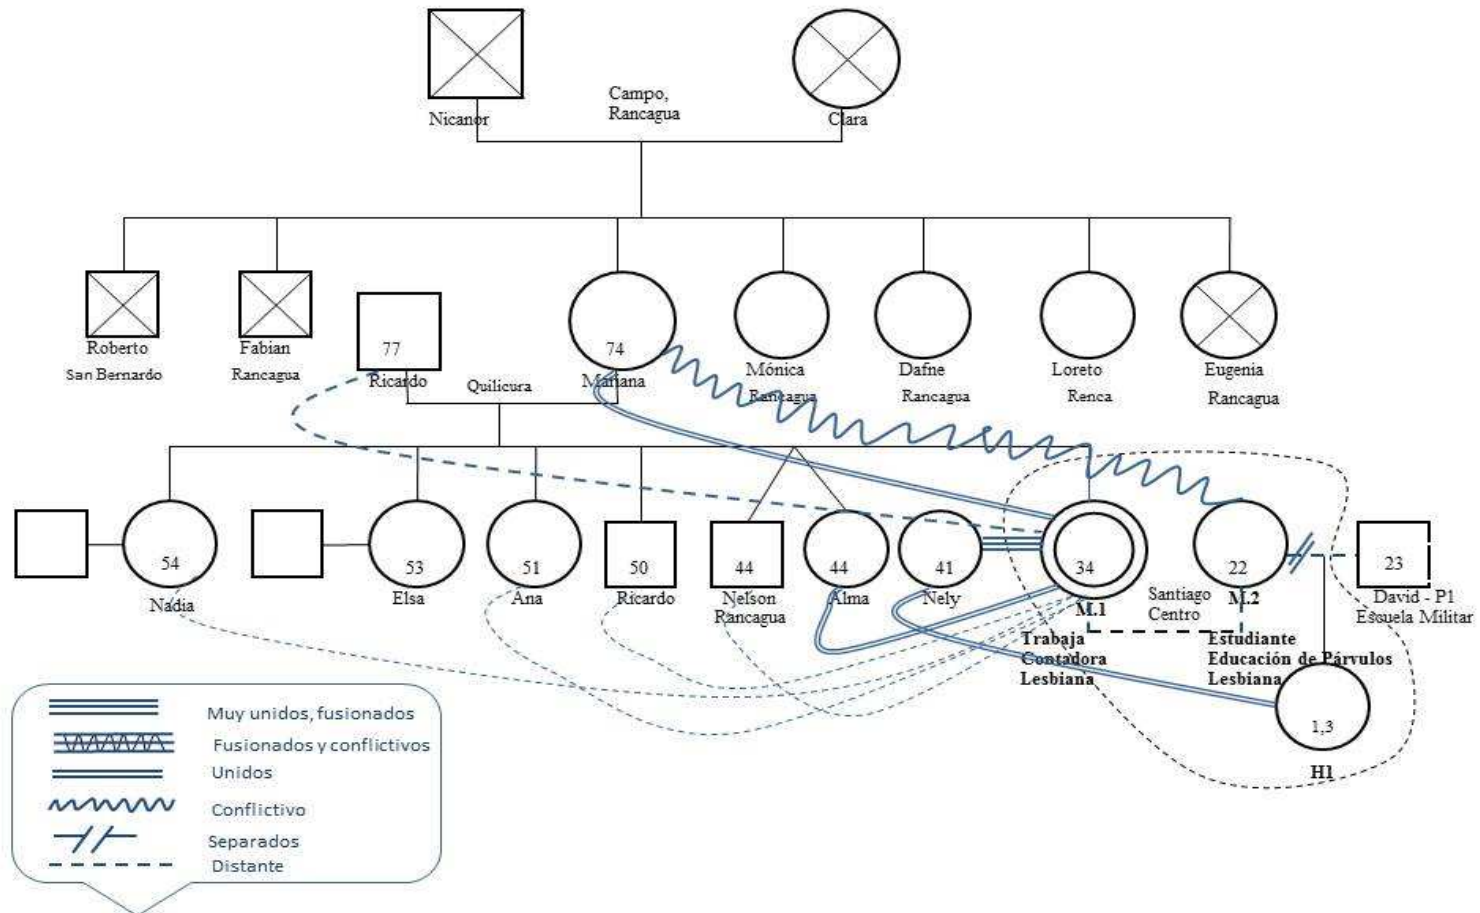 Campo,
Rancagua
Nicanor
Clara
77
74
Roberto
San Bernardo
Fabian
Rancagua
Ricardo
Quilicura
Mariana
Mónica
Rancagua
Dafne
Rancagua
Loreto
Renca
Eugenia
Rancagua
54
53
51
50
44
44
41
34
22
23
Nadia
Elsa
Ana
Ricardo
Nelson
Rancagua
Alma
Nely
M.1
Santiago
Centro
M.2
David - P1
Escuela Militar
Trabaja
Contadora
Lesbiana
Estudiante
Educación de Párvulos
Lesbiana
1,3
H1
Muy unidos, fusionados
Fusionados y conflictivos
Unidos
Conflictivo
Separados
Distante